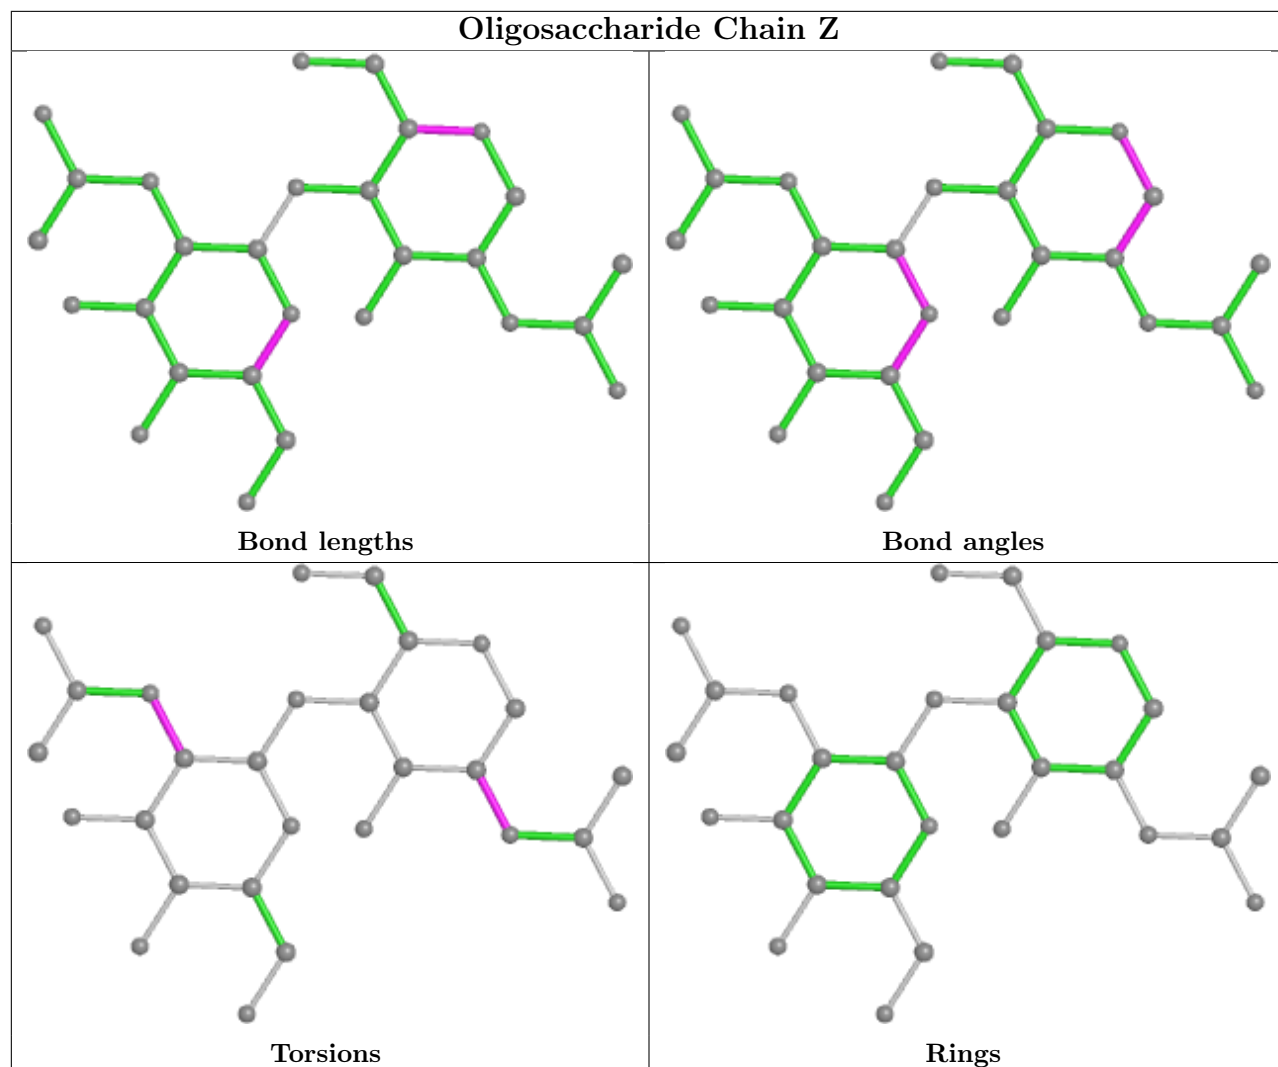 Oligosaccharide Chain Z
Bond lengths
Bond angles
Torsions
Rings